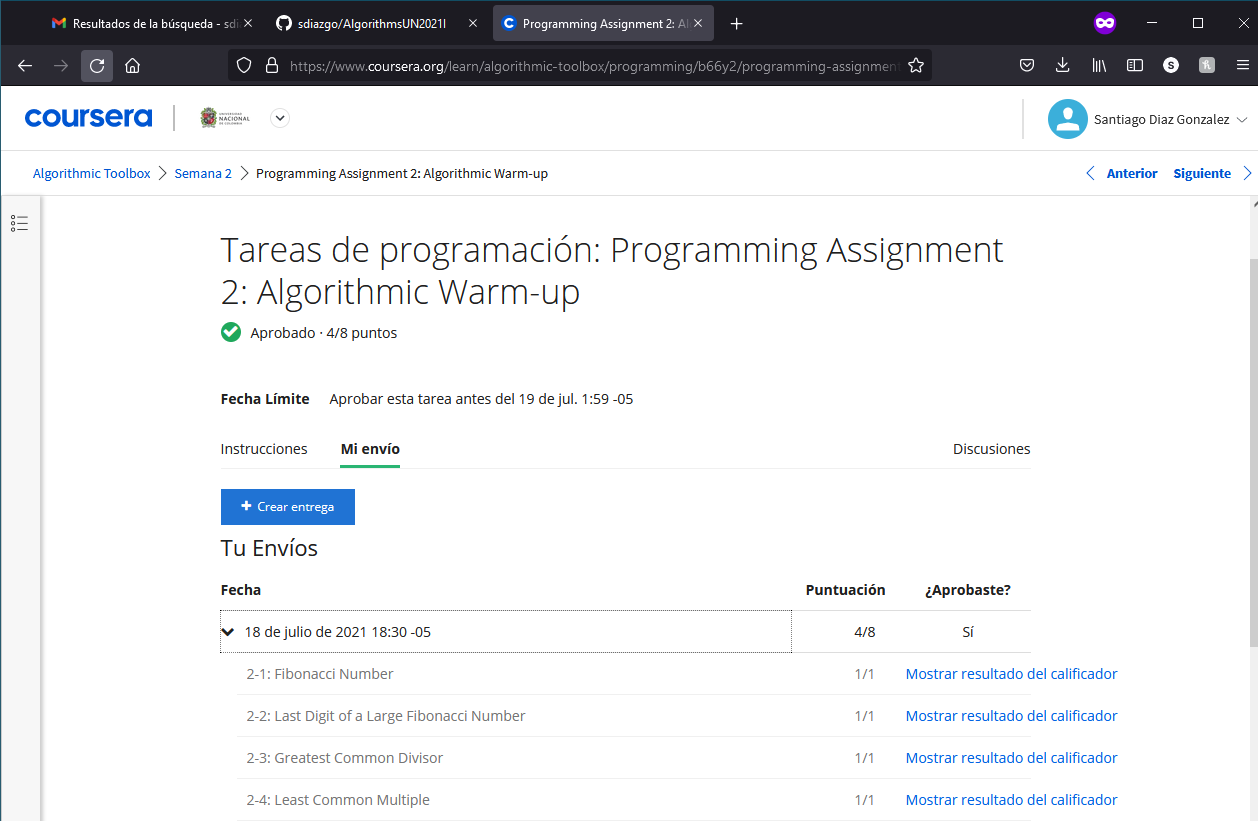 Resultados de la búsqueda - sdi
sdiazgo/AlgorithmsUN2021I
Programming Assignment 2: Al
https://www.coursera.org/learn/algorithmic-toolbox/programming/b66y2/programming-assignment
S
coursera
UNIVERSIDAD
NACIONAL
DE COLOMBIA
Santiago Diaz Gonzalez
Algorithmic Toolbox
Semana 2
Programming Assignment 2: Algorithmic Warm-up
Anterior
Siguiente
Tareas de programación: Programming Assignment
2: Algorithmic Warm-up
Aprobado · 4/8 puntos
Fecha Límite Aprobar esta tarea antes del 19 de jul. 1:59 -05
Instrucciones
Mi envío
Discusiones
+ Crear entrega
Tu Envíos
Fecha Puntuación ¿Aprobaste?
18 de julio de 2021 18:30 -05 4/8 Sí
2-1: Fibonacci Number 1/1 Mostrar resultado del calificador
2-2: Last Digit of a Large Fibonacci Number 1/1 Mostrar resultado del calificador
2-3: Greatest Common Divisor 1/1 Mostrar resultado del calificador
2-4: Least Common Multiple 1/1 Mostrar resultado del calificador